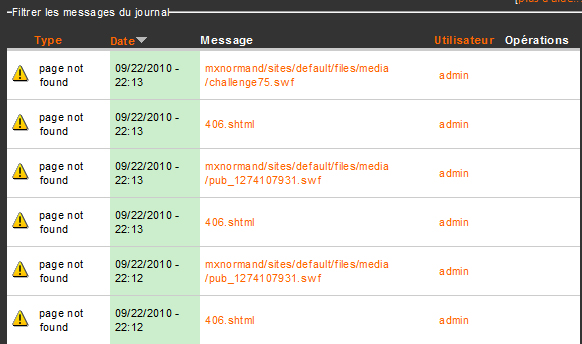 Filtrer les messages du journal
Type Date Message Utilisateur Opérations
page not found 09/22/2010 - 22:13 mxnormand/sites/default/files/media/challenge75.swf admin
page not found 09/22/2010 - 22:13 406.shtml admin
page not found 09/22/2010 - 22:13 mxnormand/sites/default/files/media/pub_1274107931.swf admin
page not found 09/22/2010 - 22:13 406.shtml admin
page not found 09/22/2010 - 22:12 mxnormand/sites/default/files/media/pub_1274107931.swf admin
page not found 09/22/2010 - 22:12 406.shtml admin